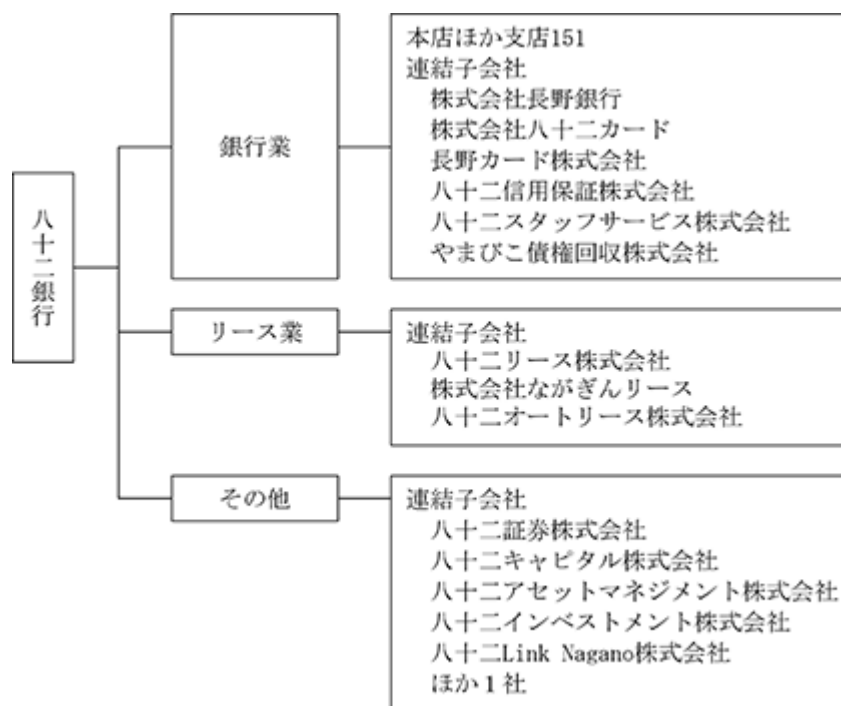 八十二銀行
銀行業
本店ほか支店151
連結子会社
株式会社長野銀行
株式会社八十二カード
長野カード株式会社
八十二信用保証株式会社
八十二スタッフサービス株式会社
やまびこ債権回収株式会社
リース業
連結子会社
八十二リース株式会社
株式会社ながぎんリース
八十二オートリース株式会社
その他
連結子会社
八十二証券株式会社
八十二キャピタル株式会社
八十二アセットマネジメント株式会社
八十二インベストメント株式会社
八十二Link Nagano株式会社
ほか1社